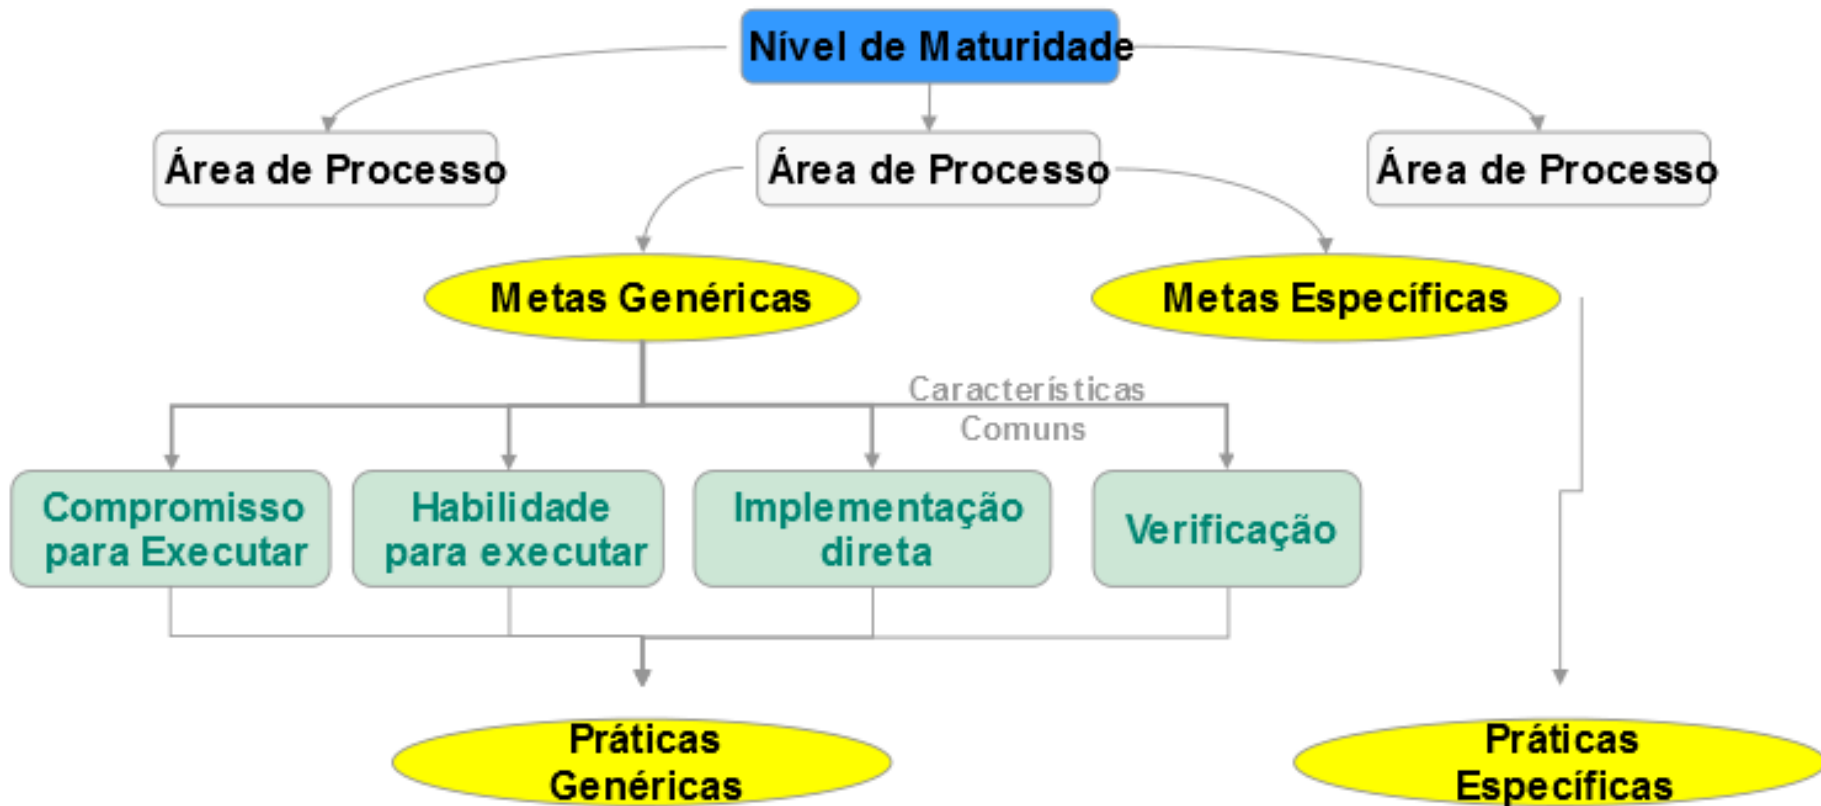 Nível de Maturidade
Área de Processo
Área de Processo
Área de Processo
Metas Genéricas
Metas Específicas
Características
Comuns
Compromisso
para Executar
Habilidade
para executar
Implementação
direta
Verificação
Práticas
Genéricas
Práticas
Específicas